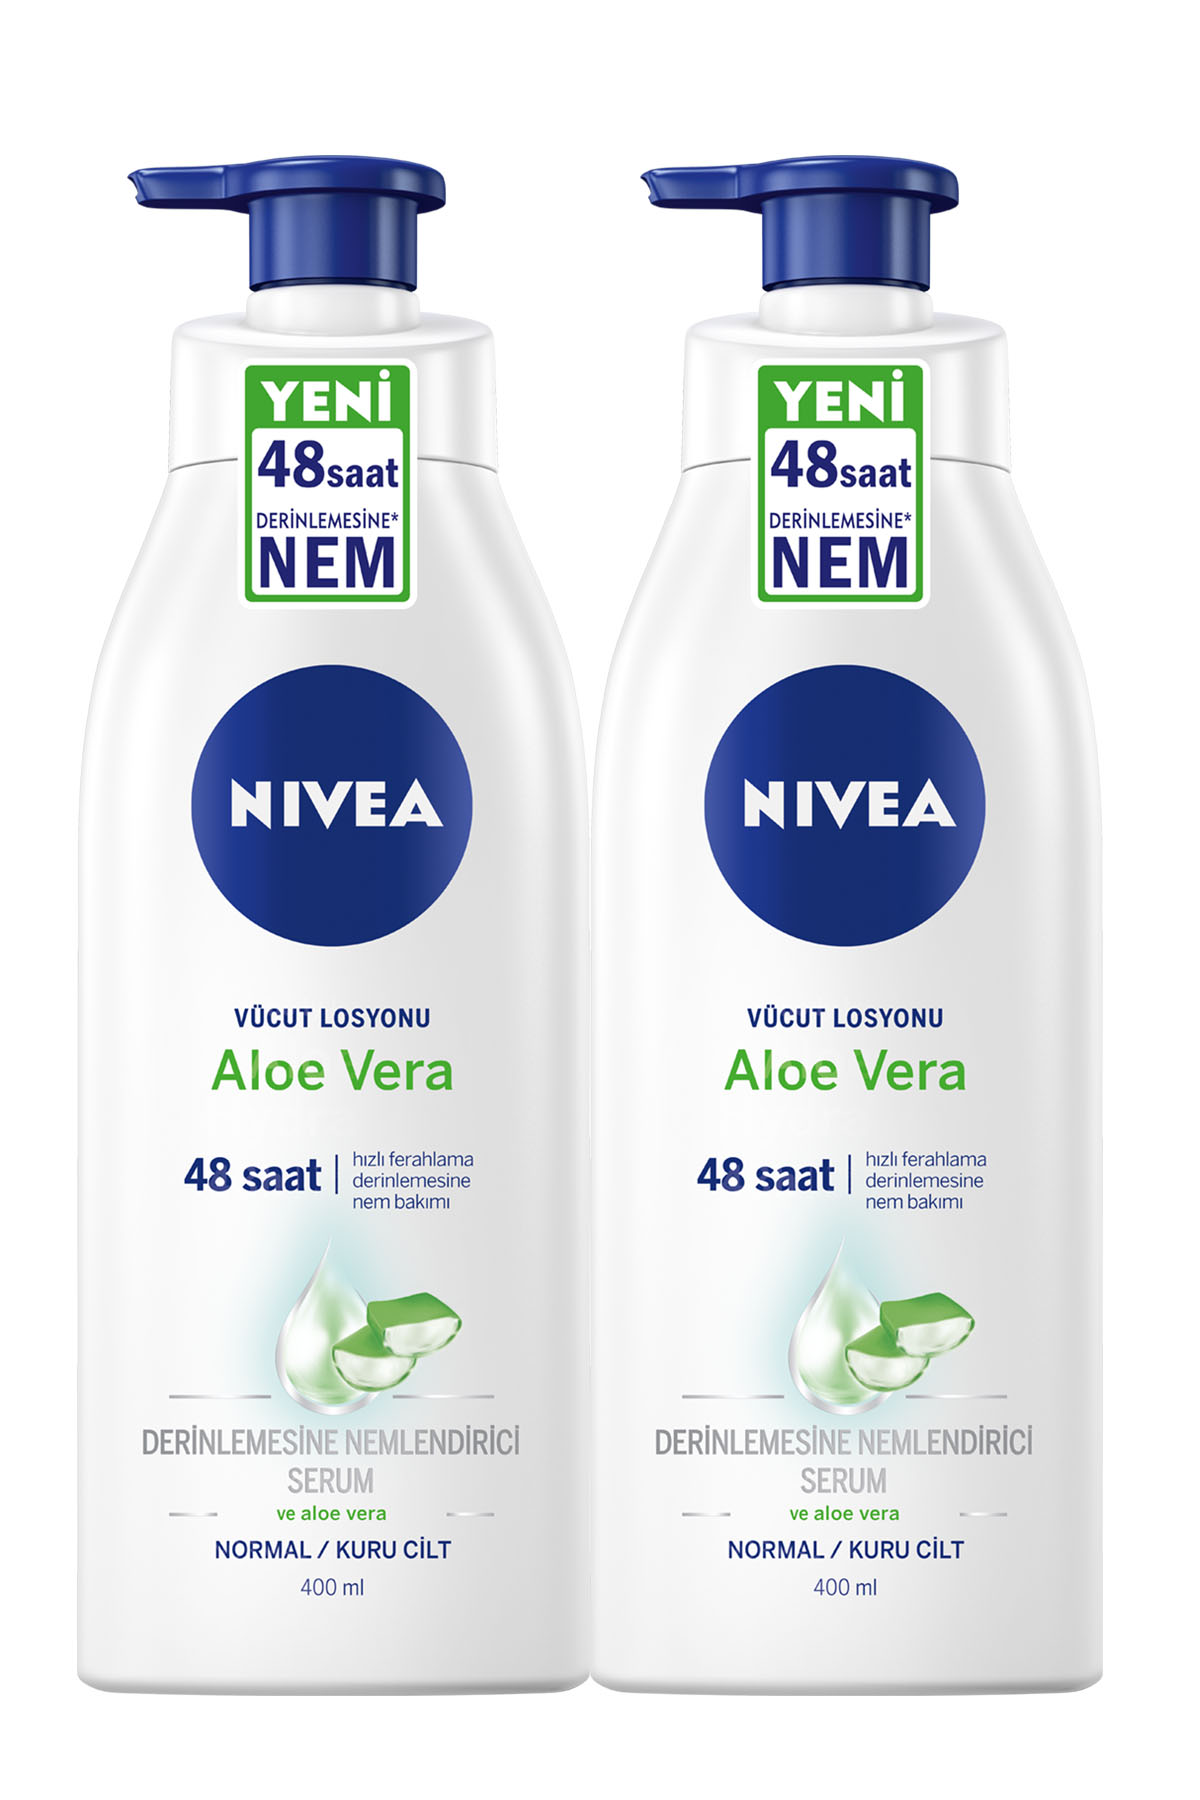 YENİ
48saat
DERİNLEMESİNE*
NEM
NIVEA
VÜCUT LOSYONU
Aloe Vera
48 saat
hızlı ferahlama
derinlemesine
nem bakımı
DERİNLEMESİNE NEMLENDİRİCİ
SERUM
ve aloe vera
NORMAL / KURU CİLT
400 ml
YENİ
48saat
DERİNLEMESİNE*
NEM
NIVEA
VÜCUT LOSYONU
Aloe Vera
48 saat
hızlı ferahlama
derinlemesine
nem bakımı
DERİNLEMESİNE NEMLENDİRİCİ
SERUM
ve aloe vera
NORMAL / KURU CİLT
400 ml